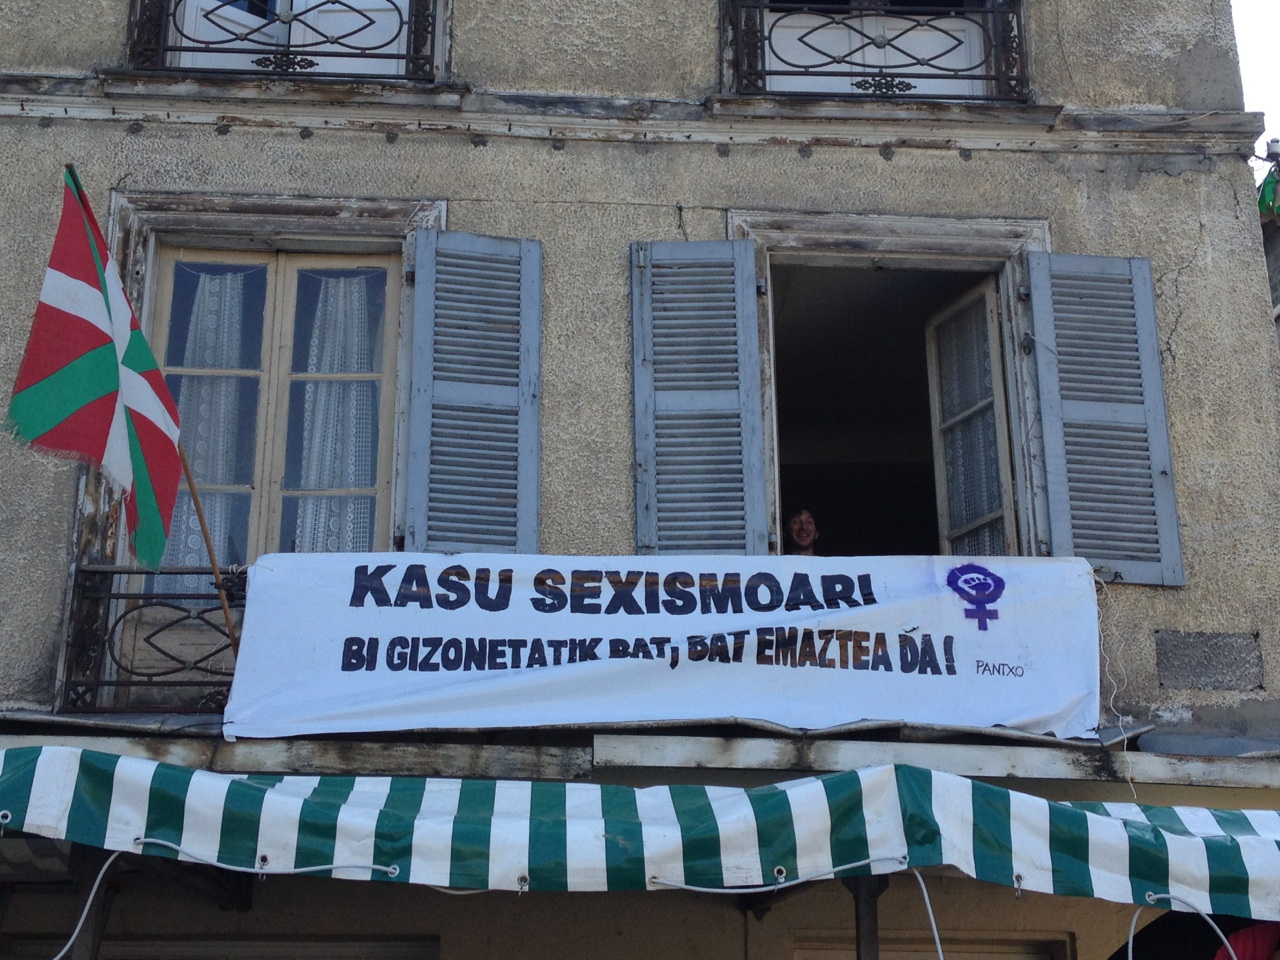 KASU SEXISMOARI
BI GIZONETATIK BAT, BAT EMAZTEA DA!
PANTXO